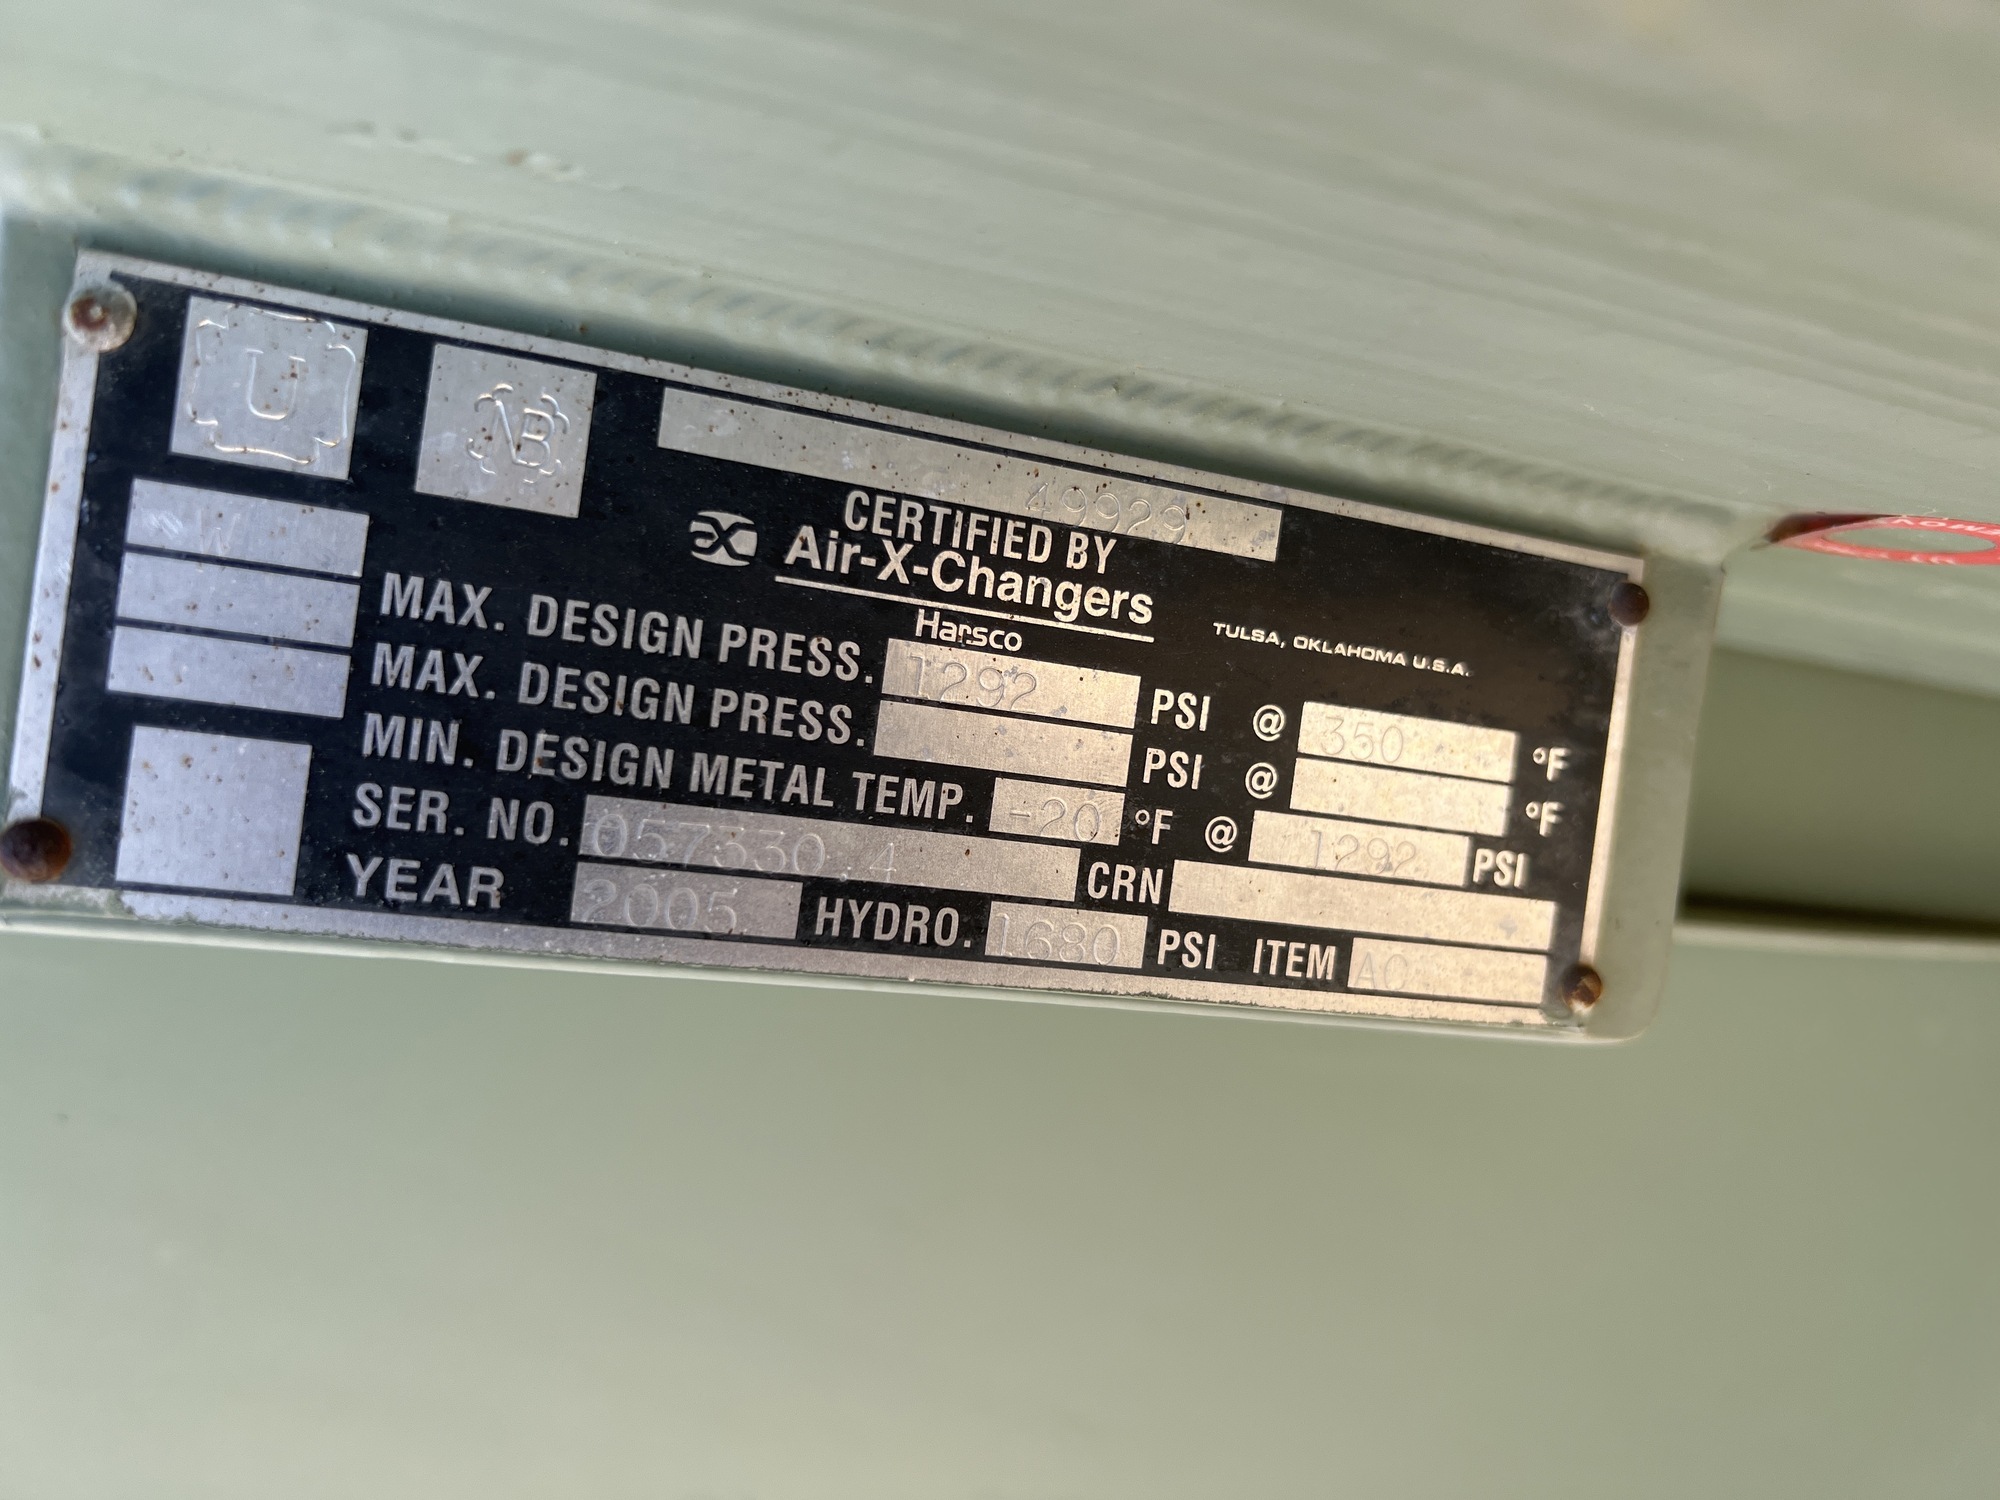 U NB
49929
W
CERTIFIED BY
Air-X-Changers
Harsco
TULSA, OKLAHOMA U.S.A.
MAX. DESIGN PRESS. 1292 PSI @ 350 °F
MAX. DESIGN PRESS. PSI @ °F
MIN. DESIGN METAL TEMP. -20 °F @ 1292 PSI
SER. NO. 057330.4 CRN
YEAR 2005 HYDRO. 1680 PSI ITEM AC